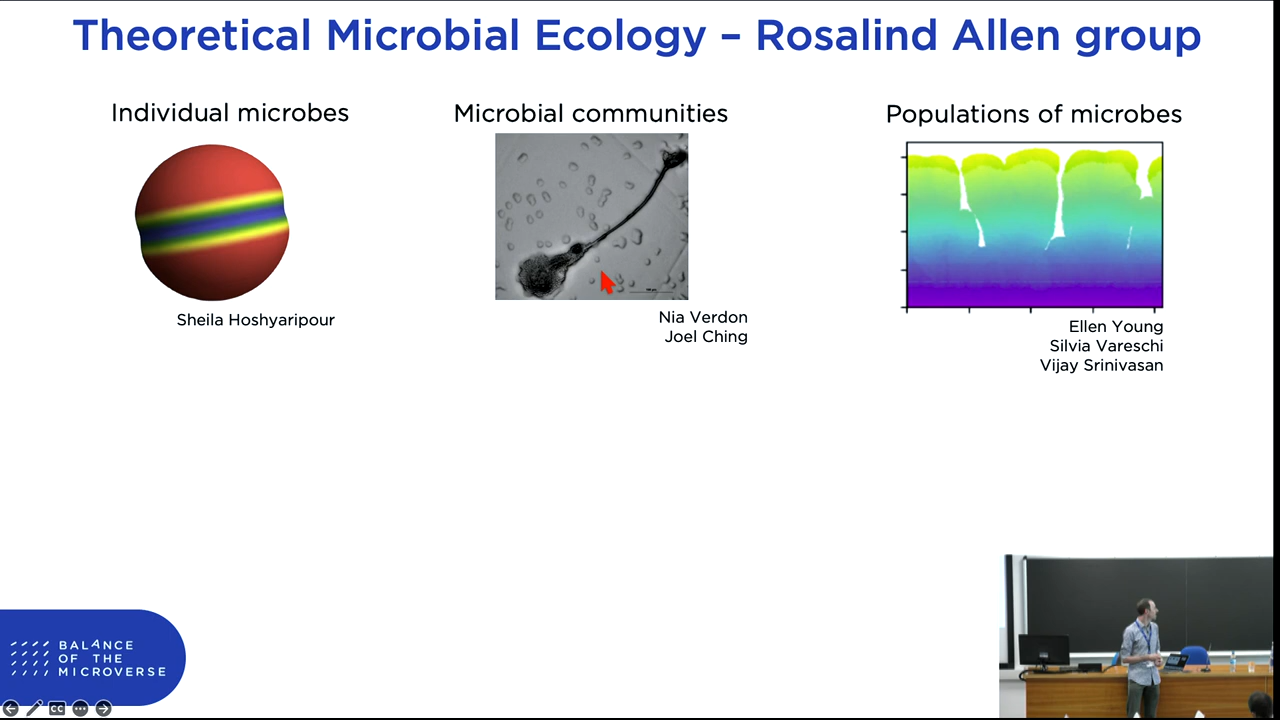 Theoretical Microbial Ecology – Rosalind Allen group
Individual microbes
Sheila Hoshyaripour
Microbial communities
Nia Verdon
Joel Ching
Populations of microbes
Ellen Young
Silvia Vareschi
Vijay Srinivasan
BALANCE
OF THE
MICROVERSE
CC